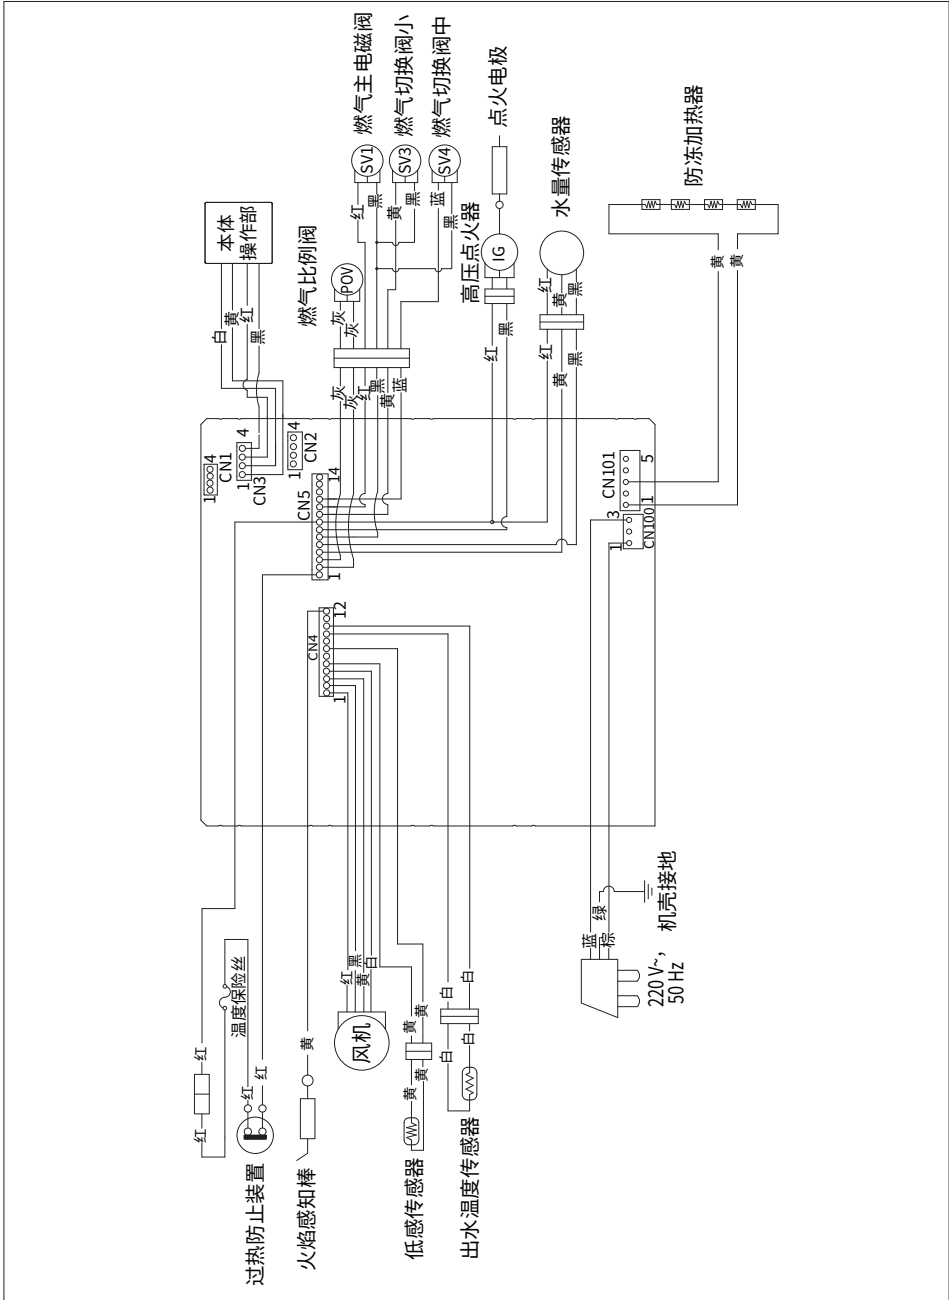 燃气主电磁阀
燃气切换阀小
燃气切换阀中
点火电极
SV1
SV3
SV4
水量传感器
防冻加热器
红
黑
黄
黑
蓝
黑
本体
操作部
燃气比例阀
POV
高压点火器
IG
白
黄
红
黑
灰
灰
红
黑
红
黄
黑
黄
黄
灰
灰
红
黑
黄
蓝
红
黄
黑
1
4
CN1
1
4
CN3
1
4
CN2
CN5
14
1
CN101
5
1
3
CN100
1
CN4
12
1
温度保险丝
红
红
红
红
过热防止装置
黄
火焰感知棒
红
黑
黄
白
风机
黄
黄
黄
黄
低感传感器
白
白
白
白
出水温度传感器
蓝
绿
棕
机壳接地
220 V~,
50 Hz